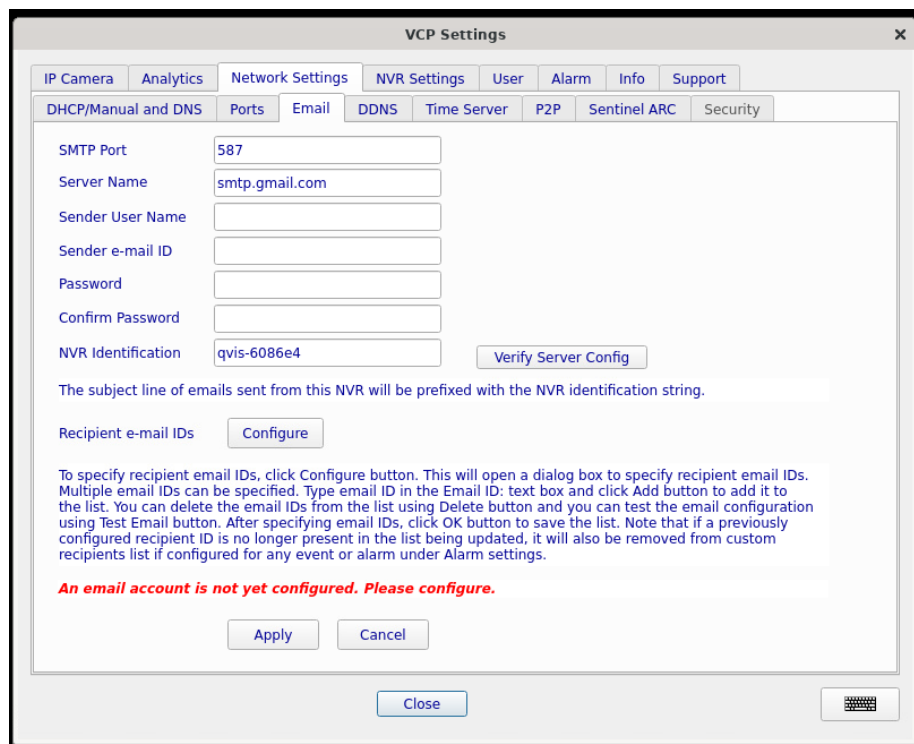 VCP Settings
IP Camera Analytics Network Settings NVR Settings User Alarm Info Support
DHCP/Manual and DNS Ports Email DDNS Time Server P2P Sentinel ARC Security
SMTP Port 587
Server Name smtp.gmail.com
Sender User Name
Sender e-mail ID
Password
Confirm Password
NVR Identification qvis-6086e4 Verify Server Config
The subject line of emails sent from this NVR will be prefixed with the NVR identification string.
Recipient e-mail IDs Configure
To specify recipient email IDs, click Configure button. This will open a dialog box to specify recipient email IDs.
Multiple email IDs can be specified. Type email ID in the Email ID: text box and click Add button to add it to
the list. You can delete the email IDs from the list using Delete button and you can test the email configuration
using Test Email button. After specifying email IDs, click OK button to save the list. Note that if a previously
configured recipient ID is no longer present in the list being updated, it will also be removed from custom
recipients list if configured for any event or alarm under Alarm settings.
An email account is not yet configured. Please configure.
Apply Cancel
Close